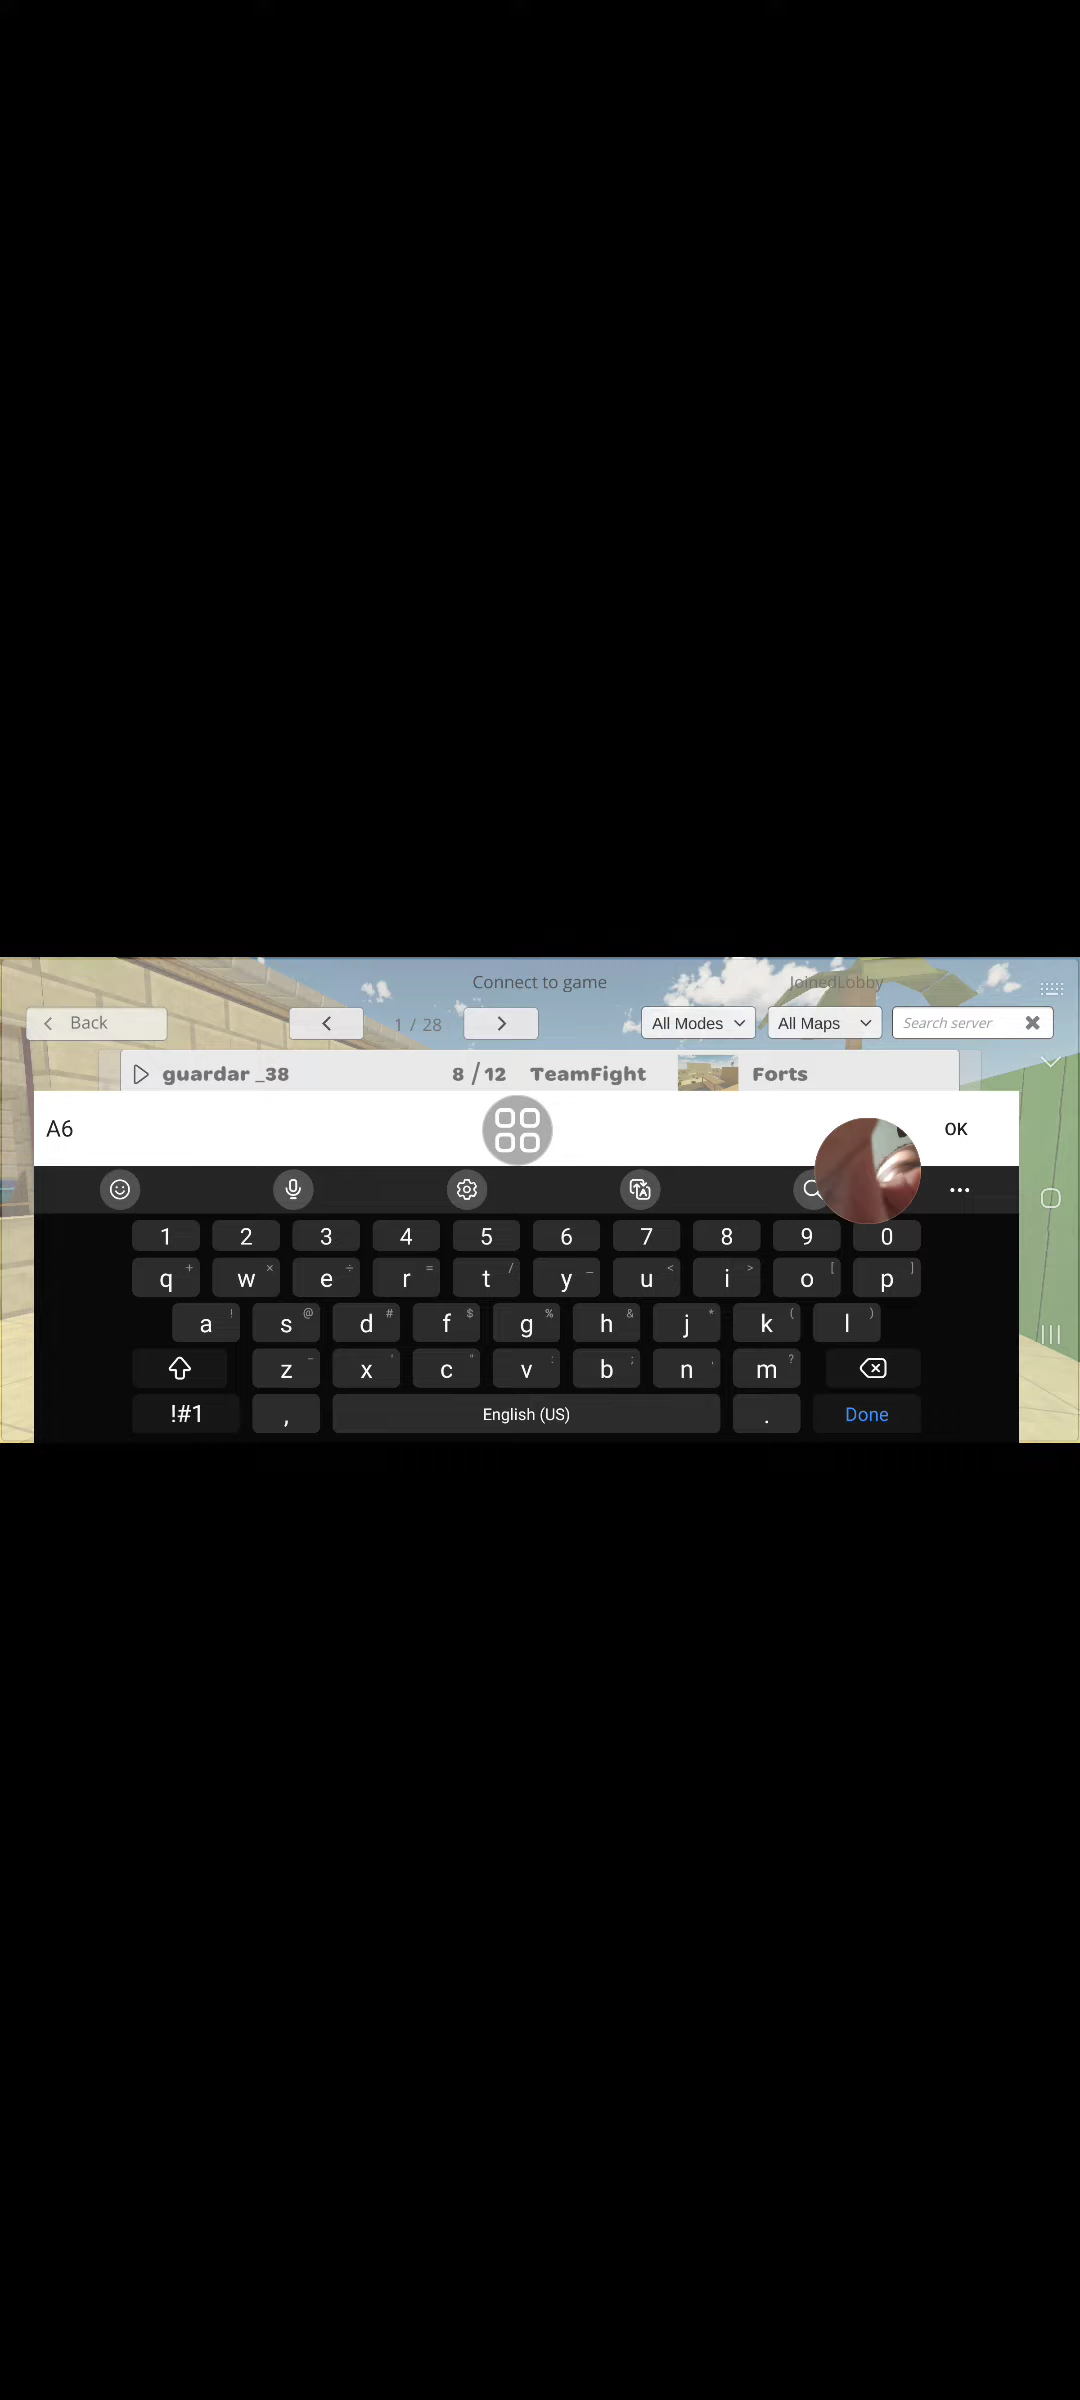 Connect to game
JoinedLobby
Back
1 / 28
All Modes
All Maps
Search server
guardar _38 8 / 12 TeamFight Forts
A6
OK
1 2 3 4 5 6 7 8 9 0
q + w × e ÷ r = t / y _ u < i > o [ p ]
a ! s @ d # f $ g % h & j * k ( l )
z - x ' c " v : b ; n , m ?
!#1 , English (US) . Done